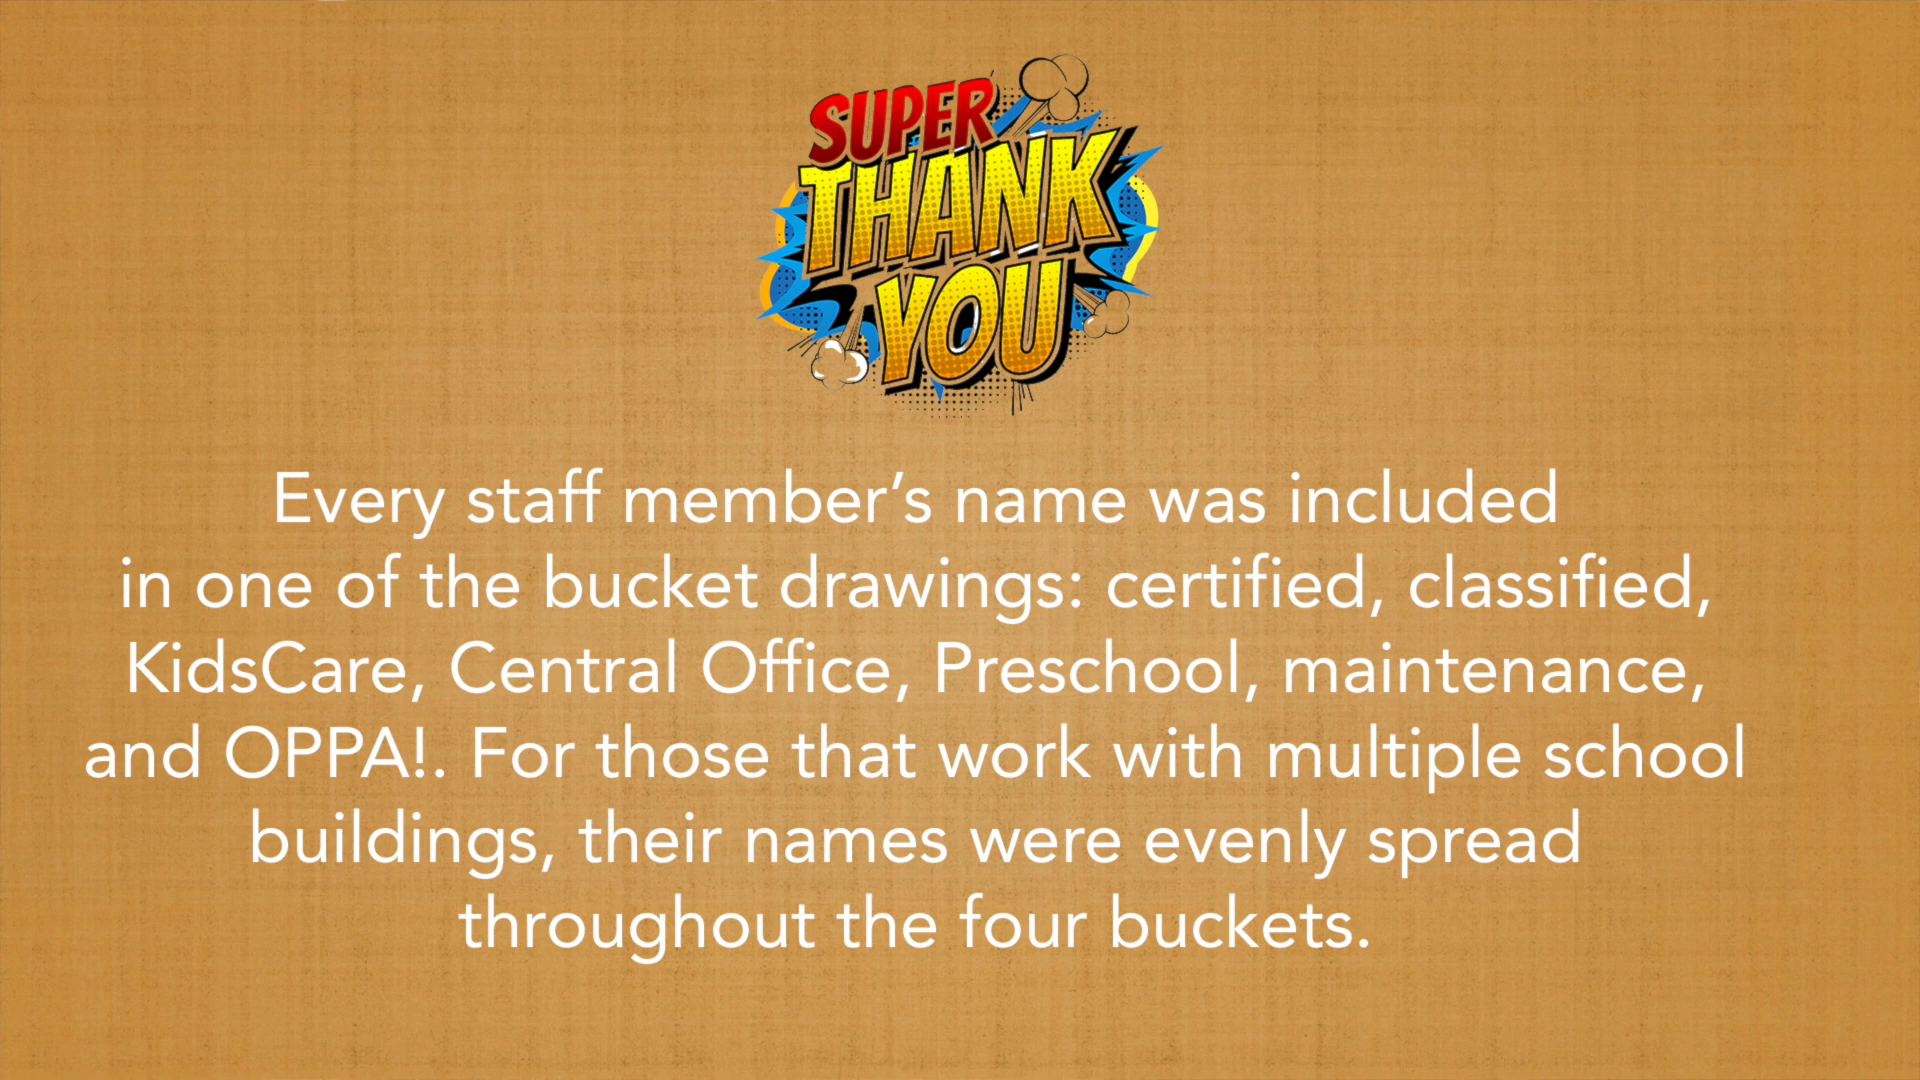 SUPER
THANK
YOU
Every staff member’s name was included
in one of the bucket drawings: certified, classified,
KidsCare, Central Office, Preschool, maintenance,
and OPPA!. For those that work with multiple school
buildings, their names were evenly spread
throughout the four buckets.